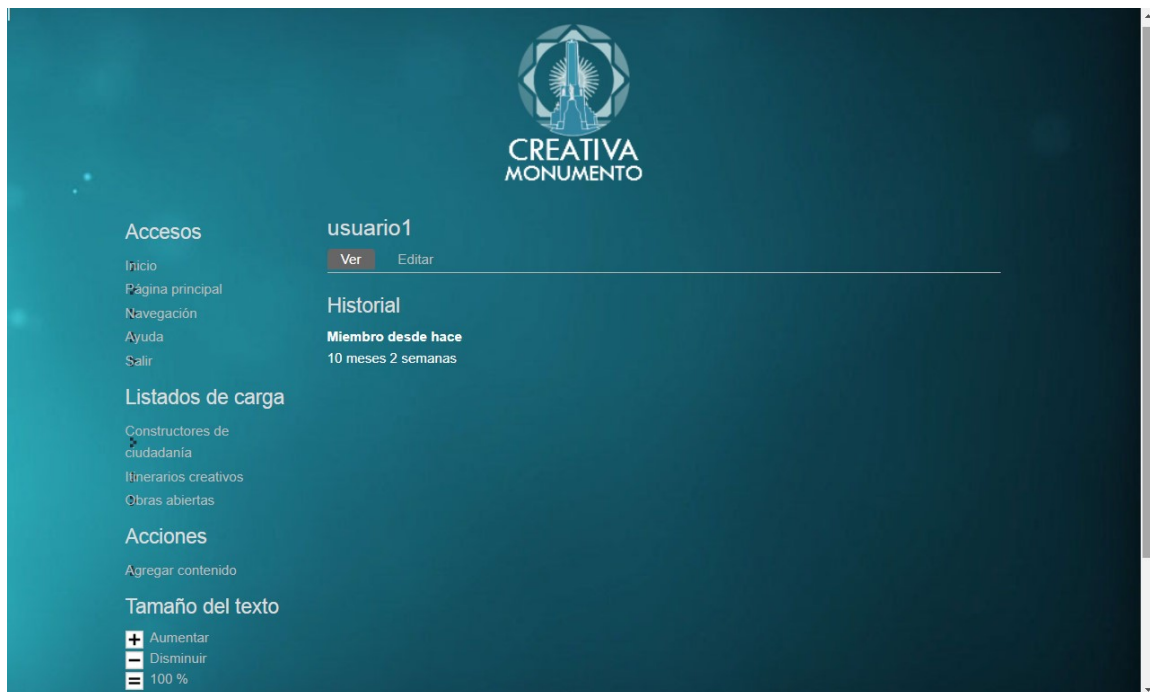 CREATIVA
MONUMENTO
Accesos
Inicio
Página principal
Navegación
Ayuda
Salir
Listados de carga
Constructores de
ciudadanía
Itinerarios creativos
Obras abiertas
Acciones
Agregar contenido
Tamaño del texto
+ Aumentar
- Disminuir
= 100 %
usuario1
Ver Editar
Historial
Miembro desde hace
10 meses 2 semanas